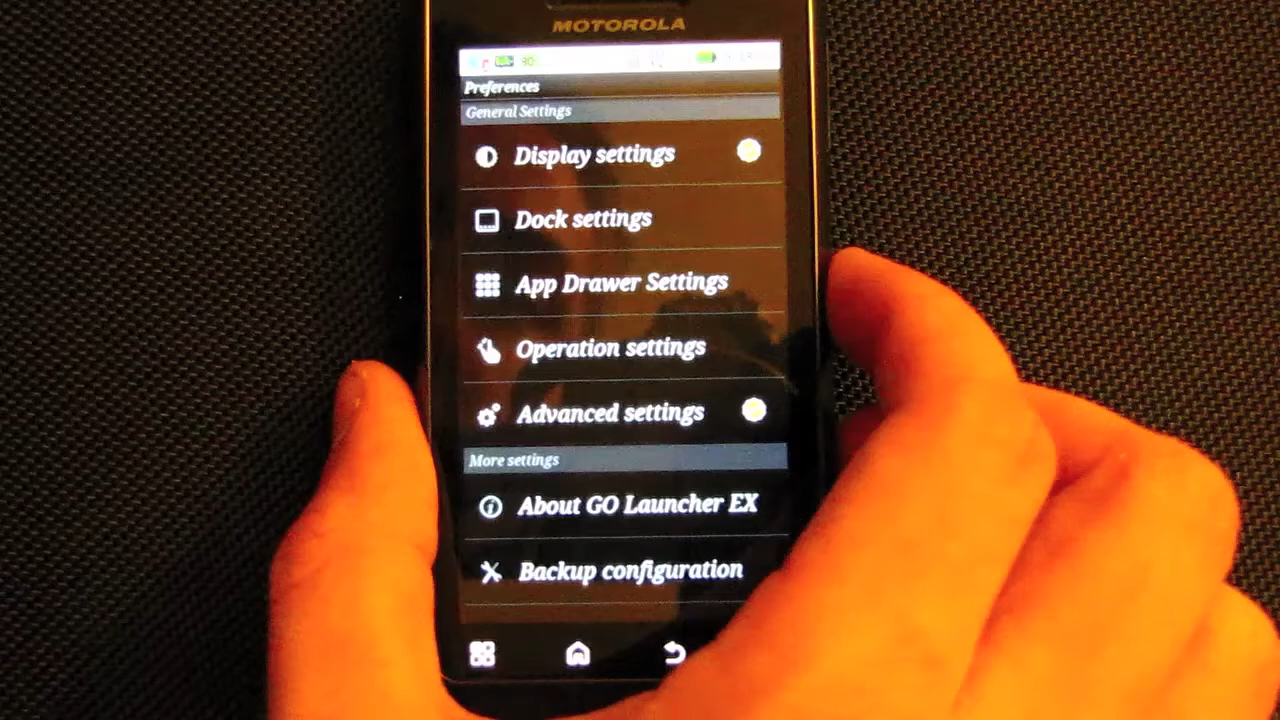 MOTOROLA
Preferences
General Settings
Display settings
Dock settings
App Drawer Settings
Operation settings
Advanced settings
More settings
About GO Launcher EX
Backup configuration